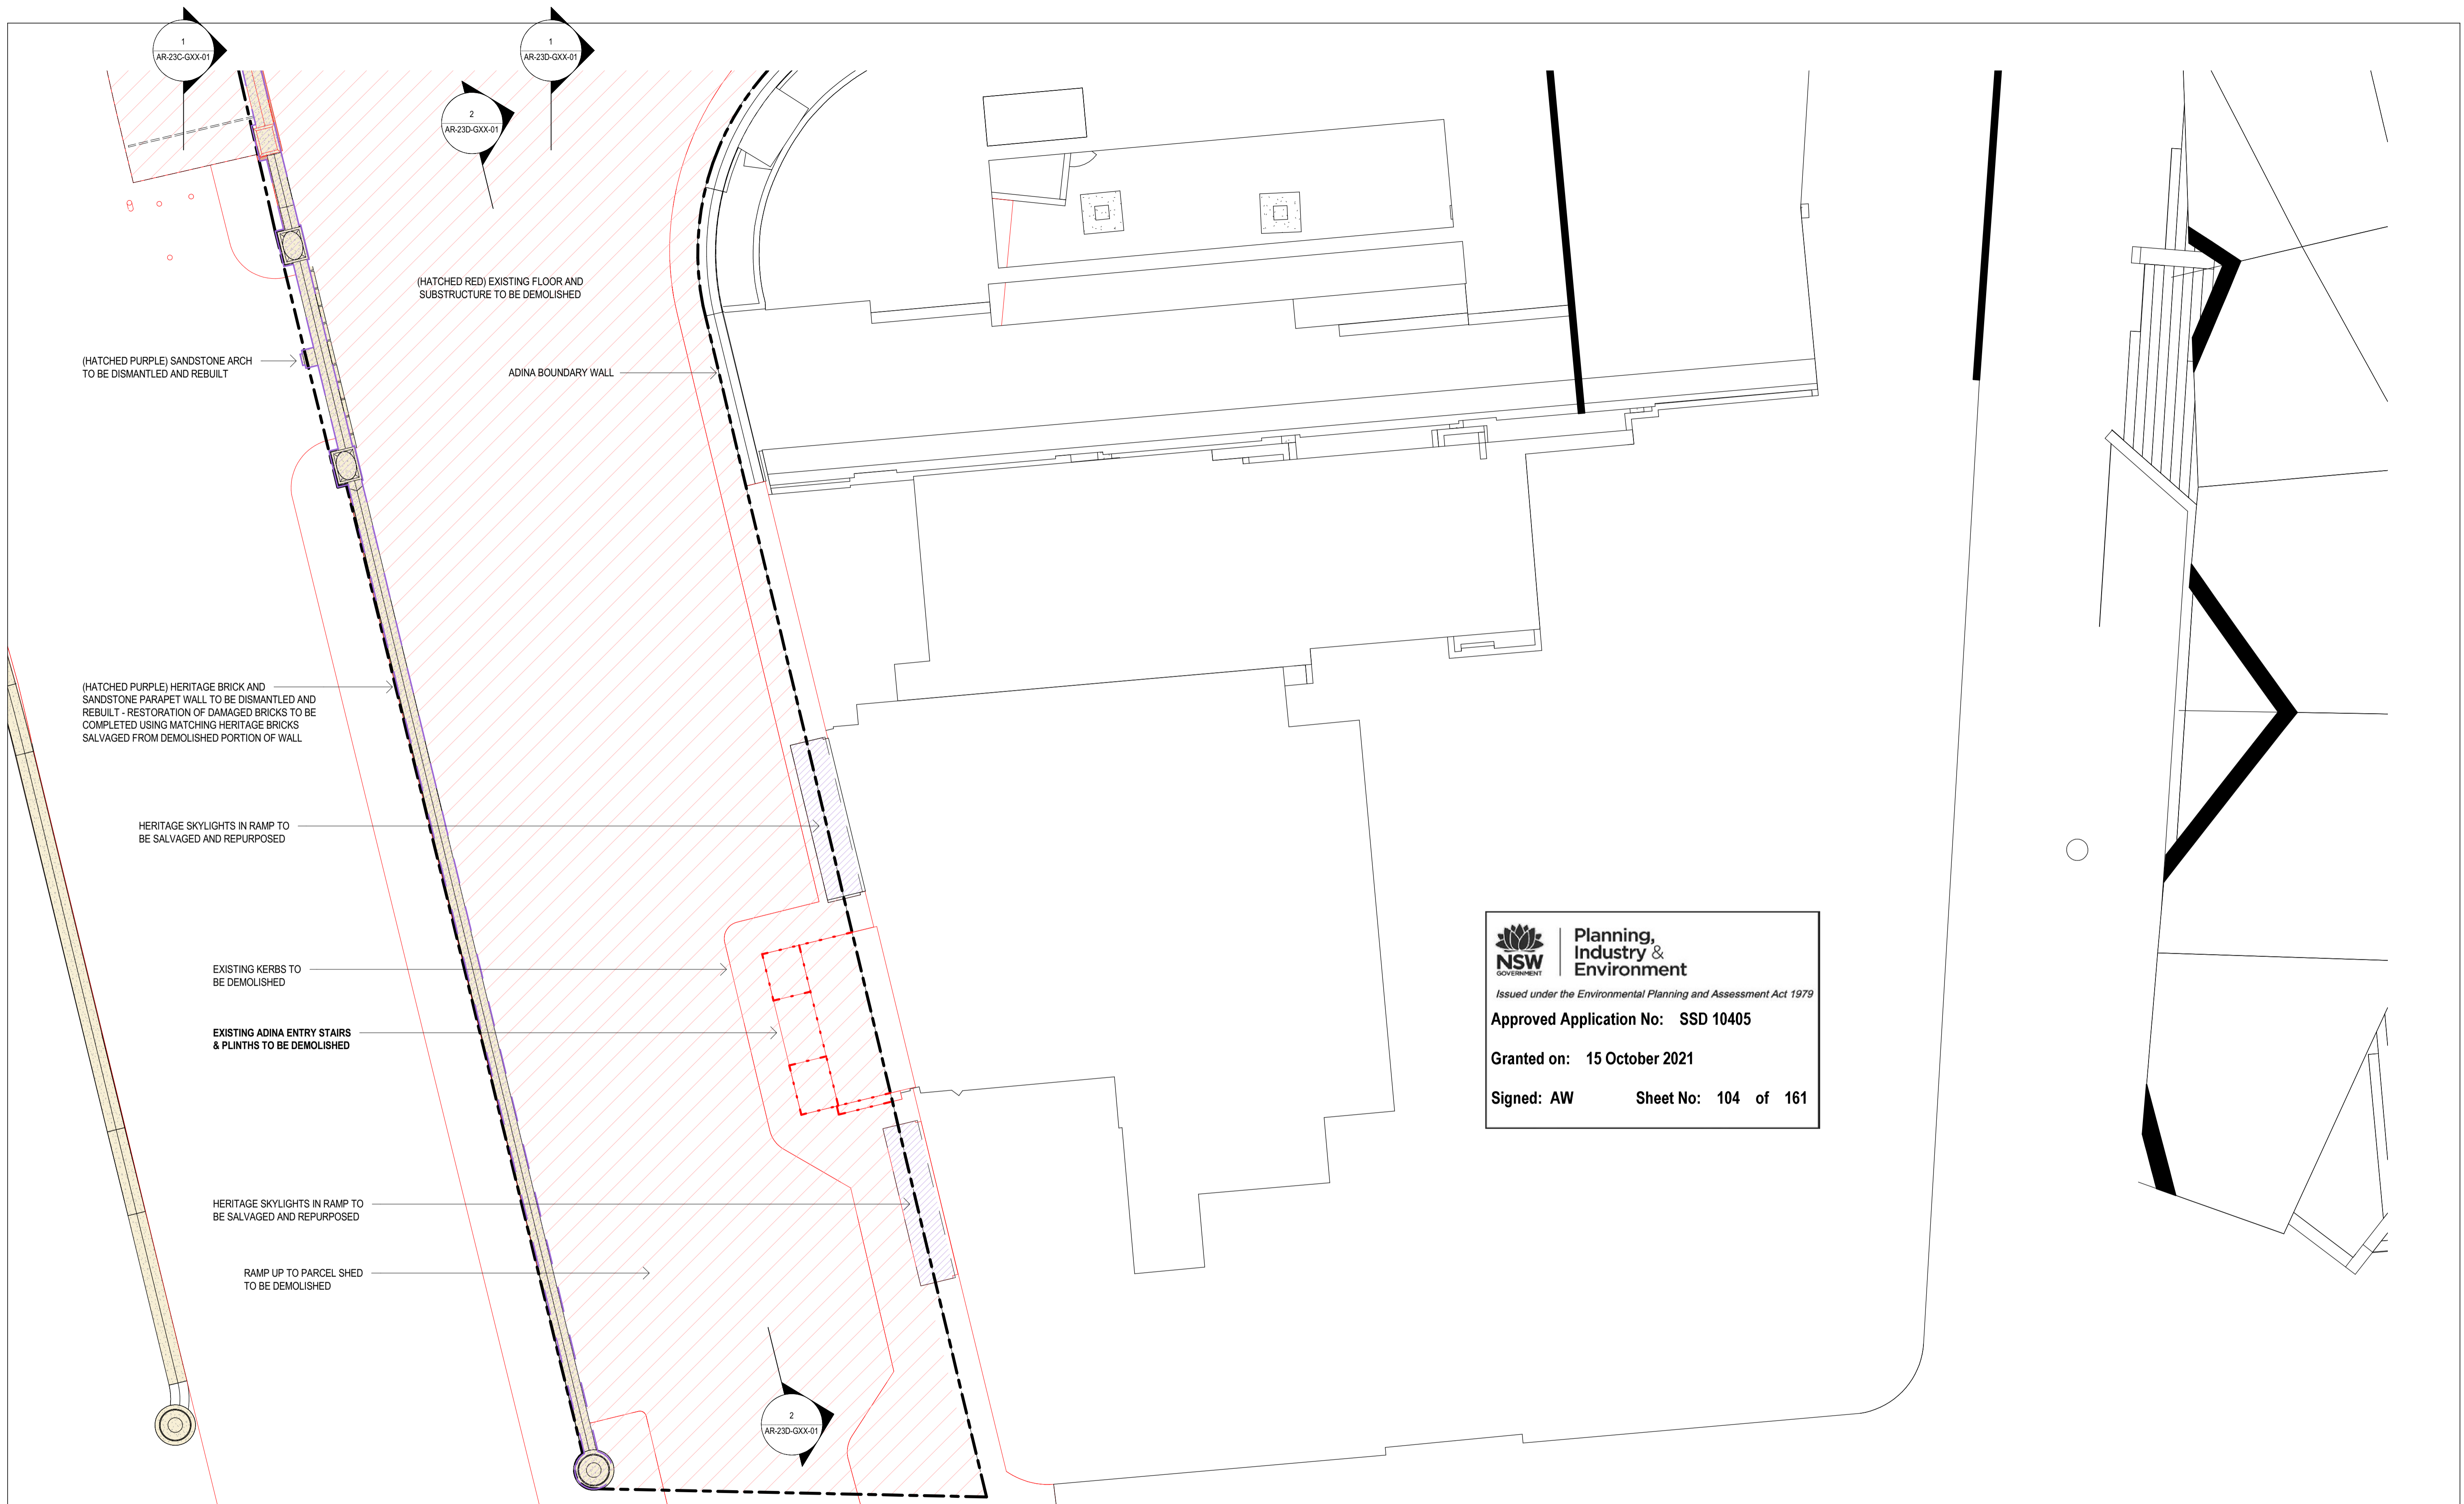 1
AR-23C-GXX-01
1
AR-23D-GXX-01
2
AR-23D-GXX-01
(HATCHED RED) EXISTING FLOOR AND
SUBSTRUCTURE TO BE DEMOLISHED
(HATCHED PURPLE) SANDSTONE ARCH
TO BE DISMANTLED AND REBUILT
ADINA BOUNDARY WALL
(HATCHED PURPLE) HERITAGE BRICK AND
SANDSTONE PARAPET WALL TO BE DISMANTLED AND
REBUILT - RESTORATION OF DAMAGED BRICKS TO BE
COMPLETED USING MATCHING HERITAGE BRICKS
SALVAGED FROM DEMOLISHED PORTION OF WALL
HERITAGE SKYLIGHTS IN RAMP TO
BE SALVAGED AND REPURPOSED
EXISTING KERBS TO
BE DEMOLISHED
EXISTING ADINA ENTRY STAIRS
& PLINTHS TO BE DEMOLISHED
HERITAGE SKYLIGHTS IN RAMP TO
BE SALVAGED AND REPURPOSED
RAMP UP TO PARCEL SHED
TO BE DEMOLISHED
2
AR-23D-GXX-01
NSW
GOVERNMENT
Planning,
Industry &
Environment
Issued under the Environmental Planning and Assessment Act 1979
Approved Application No: SSD 10405
Granted on: 15 October 2021
Signed: AW Sheet No: 104 of 161